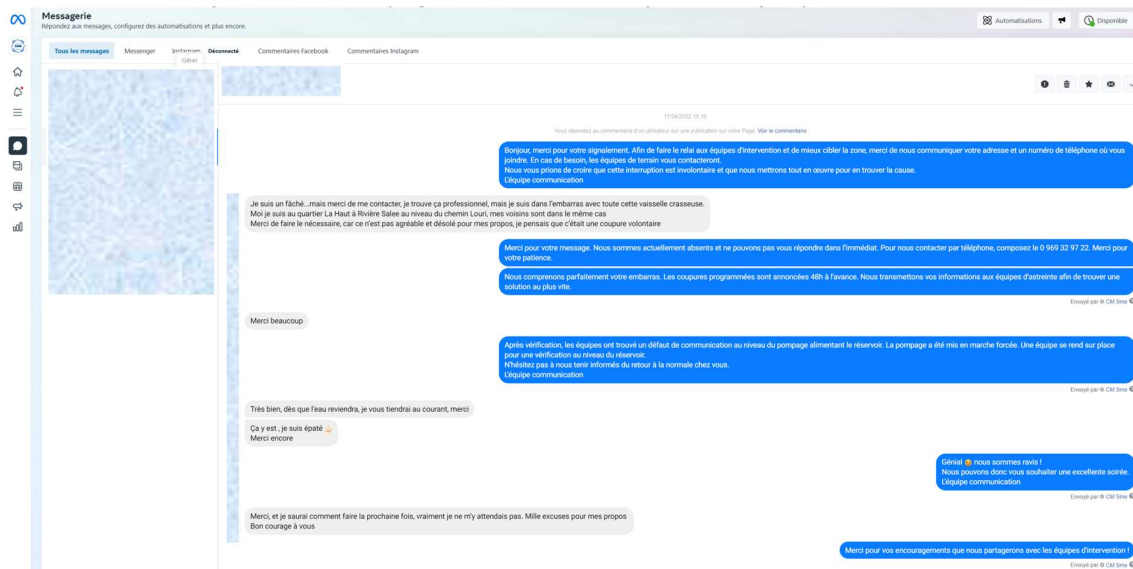 Messagerie
Répondez aux messages, configurez des automatisations et plus encore.
Automatisations
Disponible
Tous les messages
Messenger
Instagram Déconnecté
Commentaires Facebook
Commentaires Instagram
Gérer
Vous répondez au commentaire d'un utilisateur sur une publication sur votre Page. Voir le commentaire
Bonjour, merci pour votre signalement. Afin de faire le relai aux équipes d'intervention et de mieux cibler la zone, merci de nous communiquer votre adresse et un numéro de téléphone où vous
joindre. En cas de besoin, les équipes de terrain vous contacteront.
Nous vous prions de croire que cette interruption est involontaire et que nous mettrons tout en œuvre pour en trouver la cause.
L'équipe communication
Je suis un fâché...mais merci de me contacter, je trouve ça professionnel, mais je suis dans l'embarras avec toute cette vaisselle crasseuse.
Moi je suis au quartier La Haut à Rivière Salee au niveau du chemin Louri, mes voisins sont dans le même cas
Merci de faire le nécessaire, car ce n'est pas agréable et désolé pour mes propos, je pensais que c'était une coupure volontaire
Merci pour votre message. Nous sommes actuellement absents et ne pouvons pas vous répondre dans l'immédiat. Pour nous contacter par téléphone, composez le 0 969 32 97 22. Merci pour
votre patience.
Nous comprenons parfaitement votre embarras. Les coupures programmées sont annoncées 48h à l'avance. Nous transmettons vos informations aux équipes d'astreinte afin de trouver une
solution au plus vite.
Envoyé par CM Sme
Merci beaucoup
Après vérification, les équipes ont trouvé un défaut de communication au niveau du pompage alimentant le réservoir. La pompage a été mis en marche forcée. Une équipe se rend sur place
pour une vérification au niveau du réservoir.
N'hésitez pas à nous tenir informés du retour à la normale chez vous.
L'équipe communication
Envoyé par CM Sme
Très bien, dès que l'eau reviendra, je vous tiendrai au courant, merci
Ça y est , je suis épaté
Merci encore
Génial nous sommes ravis !
Nous pouvons donc vous souhaiter une excellente soirée.
L'équipe communication
Envoyé par CM Sme
Merci, et je saurai comment faire la prochaine fois, vraiment je ne m'y attendais pas. Mille excuses pour mes propos
Bon courage à vous
Merci pour vos encouragements que nous partagerons avec les équipes d'intervention !
Envoyé par CM Sme